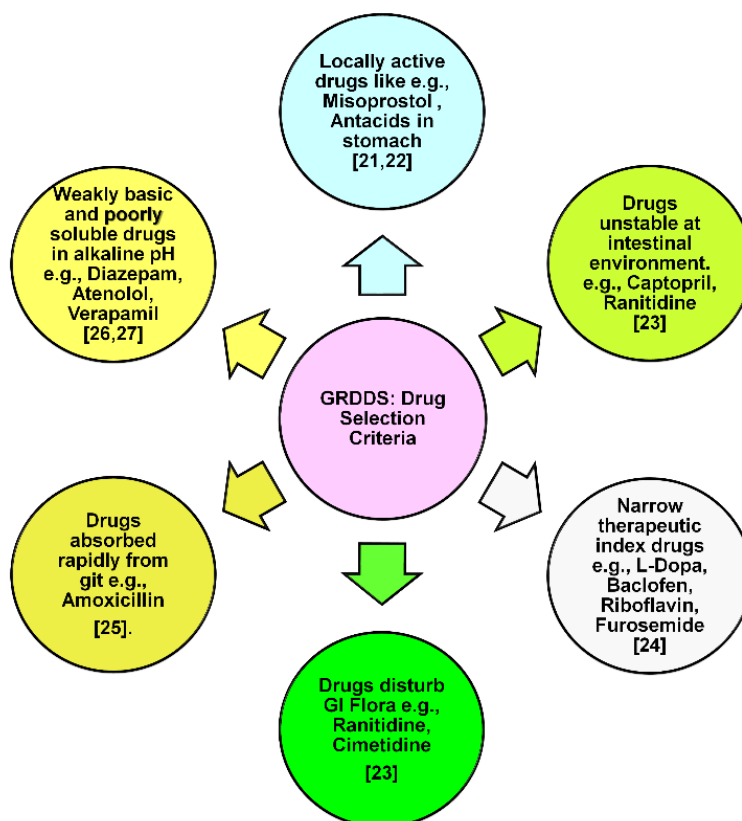 Locally active
drugs like e.g.,
Misoprostol ,
Antacids in
stomach
[21,22]
Weakly basic
and poorly
soluble drugs
in alkaline pH
e.g., Diazepam,
Atenolol,
Verapamil
[26,27]
Drugs
unstable at
intestinal
environment.
e.g., Captopril,
Ranitidine
[23]
GRDDS: Drug
Selection
Criteria
Drugs
absorbed
rapidly from
git e.g.,
Amoxicillin
[25].
Narrow
therapeutic
index drugs
e.g., L-Dopa,
Baclofen,
Riboflavin,
Furosemide
[24]
Drugs disturb
GI Flora e.g.,
Ranitidine,
Cimetidine
[23]